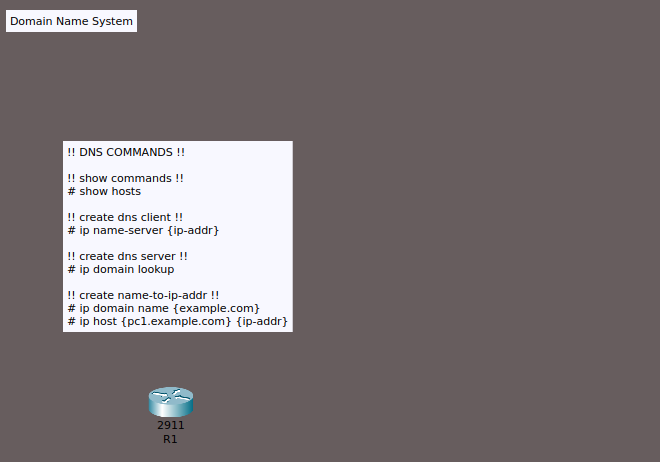 Domain Name System
!! DNS COMMANDS !!
!! show commands !!
# show hosts
!! create dns client !!
# ip name-server {ip-addr}
!! create dns server !!
# ip domain lookup
!! create name-to-ip-addr !!
# ip domain name {example.com}
# ip host {pc1.example.com} {ip-addr}
2911
R1